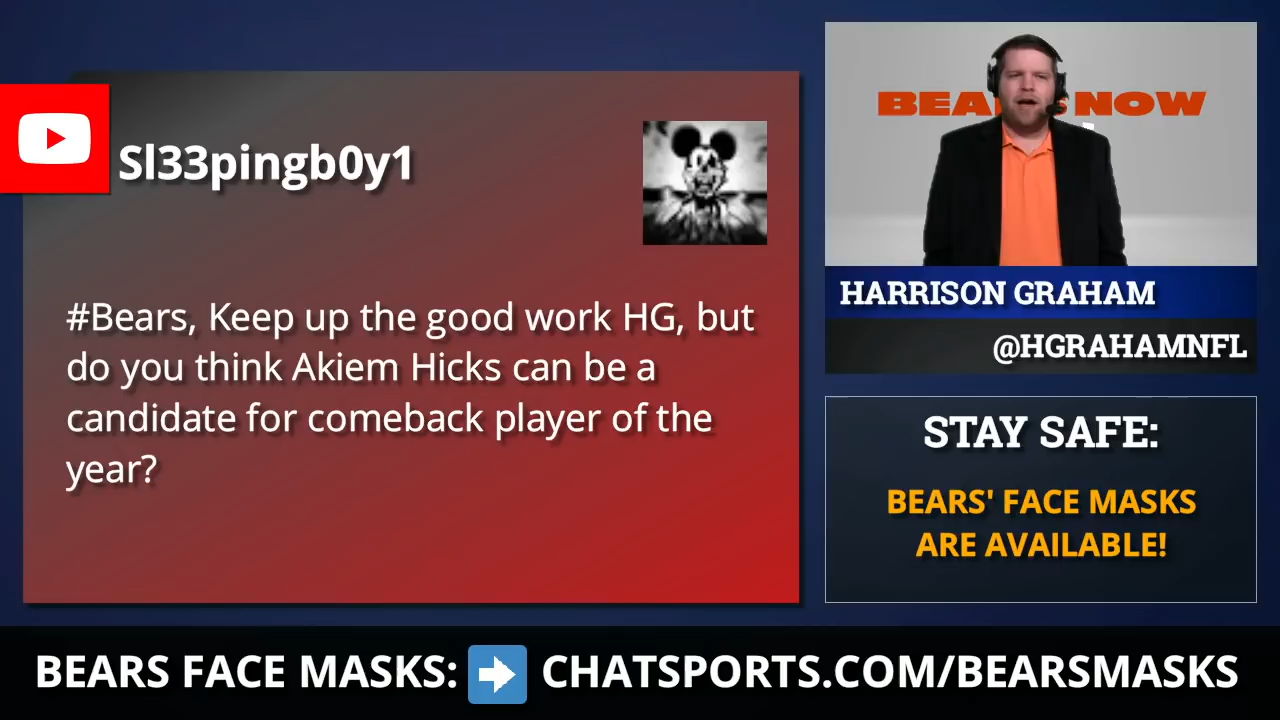 Sl33pingb0y1
#Bears, Keep up the good work HG, but
do you think Akiem Hicks can be a
candidate for comeback player of the
year?
BEARS NOW
HARRISON GRAHAM
@HGRAHAMNFL
STAY SAFE:
BEARS' FACE MASKS
ARE AVAILABLE!
BEARS FACE MASKS: ➡ CHATSPORTS.COM/BEARSMASKS